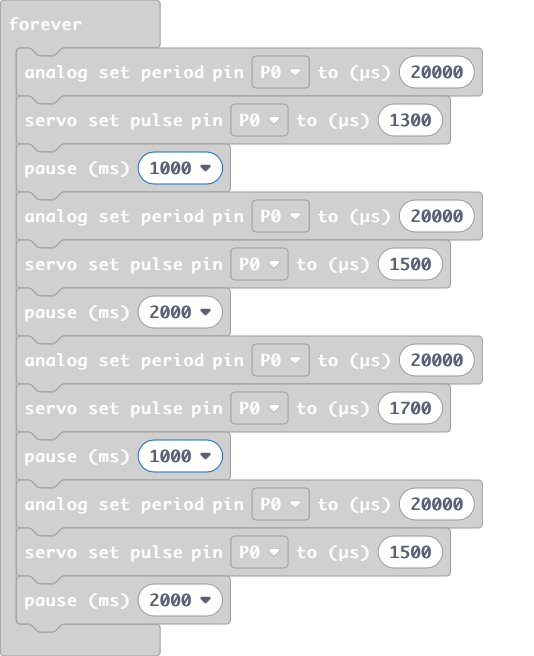 forever
analog set period pin P0 to (µs) 20000
servo set pulse pin P0 to (µs) 1300
pause (ms) 1000
analog set period pin P0 to (µs) 20000
servo set pulse pin P0 to (µs) 1500
pause (ms) 2000
analog set period pin P0 to (µs) 20000
servo set pulse pin P0 to (µs) 1700
pause (ms) 1000
analog set period pin P0 to (µs) 20000
servo set pulse pin P0 to (µs) 1500
pause (ms) 2000